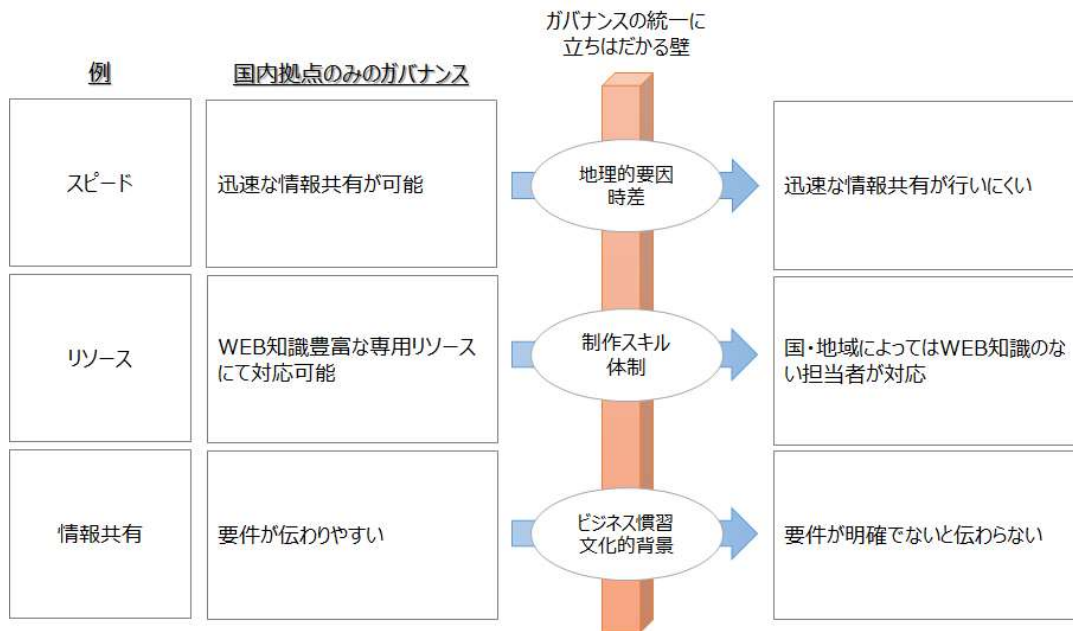 ガバナンスの統一に
立ちはだかる壁
例
国内拠点のみのガバナンス
スピード
迅速な情報共有が可能
地理的要因
時差
迅速な情報共有が行いにくい
リソース
WEB知識豊富な専用リソース
にて対応可能
制作スキル
体制
国・地域によってはWEB知識のな
い担当者が対応
情報共有
要件が伝わりやすい
ビジネス慣習
文化的背景
要件が明確でないと伝わらない